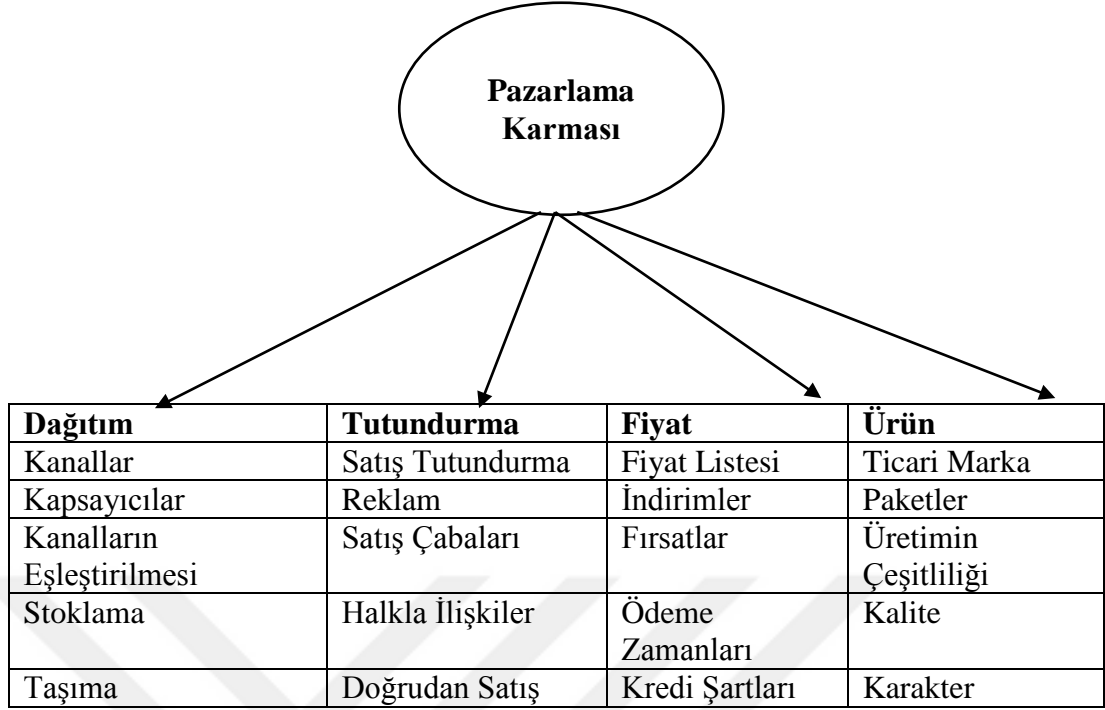 Pazarlama
Karması
Dağıtım Tutundurma Fiyat Ürün
Kanallar Satış Tutundurma Fiyat Listesi Ticari Marka
Kapsayıcılar Reklam İndirimler Paketler
Kanalların Satış Çabaları Fırsatlar Üretimin
Eşleştirilmesi Çeşitliliği
Stoklama Halkla İlişkiler Ödeme Kalite
Zamanları
Taşıma Doğrudan Satış Kredi Şartları Karakter